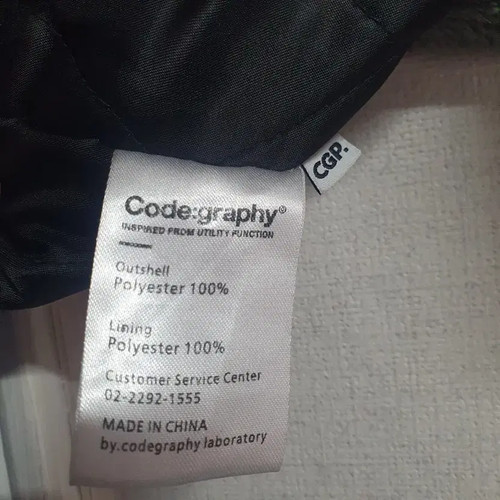 CGP.
Code:graphy®
INSPIRED FROM UTILITY FUNCTION
Outshell
Polyester 100%
Lining
Polyester 100%
Customer Service Center
02-2292-1555
MADE IN CHINA
by.codegraphy laboratory